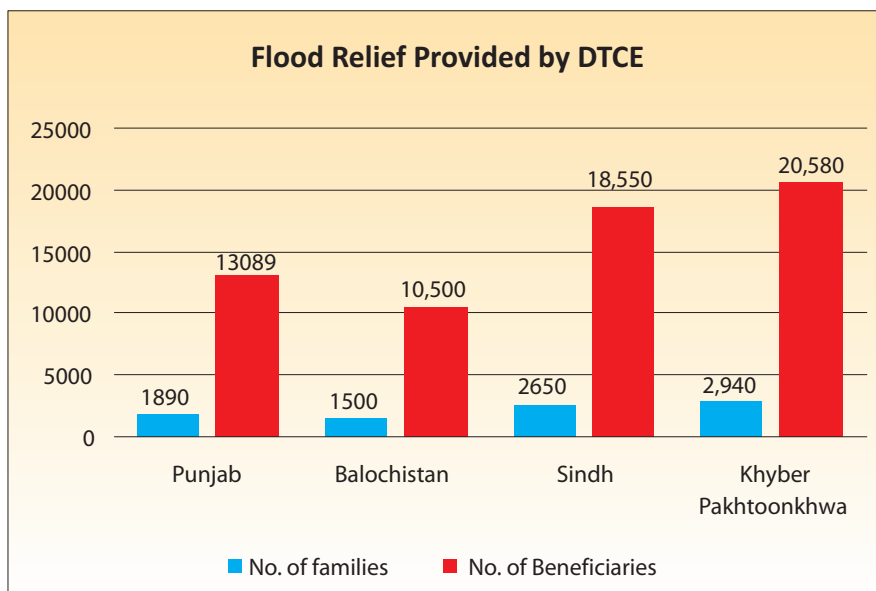 Flood Relief Provided by DTCE
25000
20000
15000
10000
5000
0
1890
13089
1500
10,500
2650
18,550
2,940
20,580
Punjab
Balochistan
Sindh
Khyber
Pakhtoonkhwa
No. of families
No. of Beneficiaries